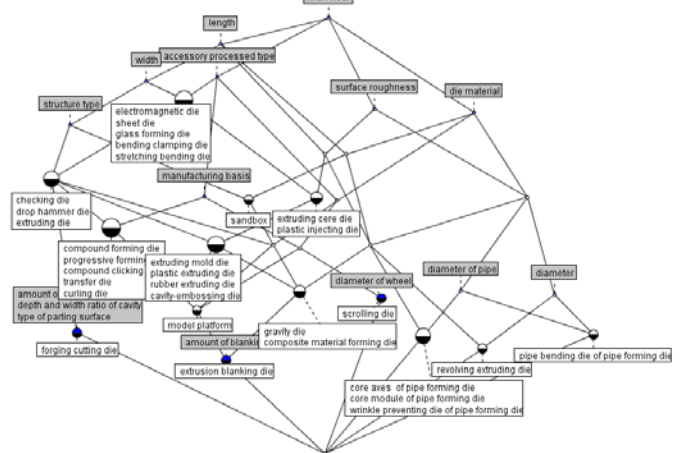 length
width
accessory processed type
surface roughness
die material
structure type
electromagnetic die
sheet die
glass forming die
bending clamping die
stretching bending die
manufacturing basis
checking die
drop hammer die
extruding die
sandbox
extruding cere die
plastic injecting die
compound forming die
progressive forming
compound clicking
transfer die
curling die
extruding mold die
plastic extruding die
rubber extruding die
cavity-embossing die
diameter of wheel
diameter of pipe
diameter
amount o
depth and width ratio of cavity
type of parting surface
scrolling die
model platform
gravity die
composite material forming die
forging cutting die
amount of blanki
extrusion blanking die
revolving extruding die
pipe bending die of pipe forming die
core axes of pipe forming die
core module of pipe forming die
wrinkle preventing die of pipe forming die